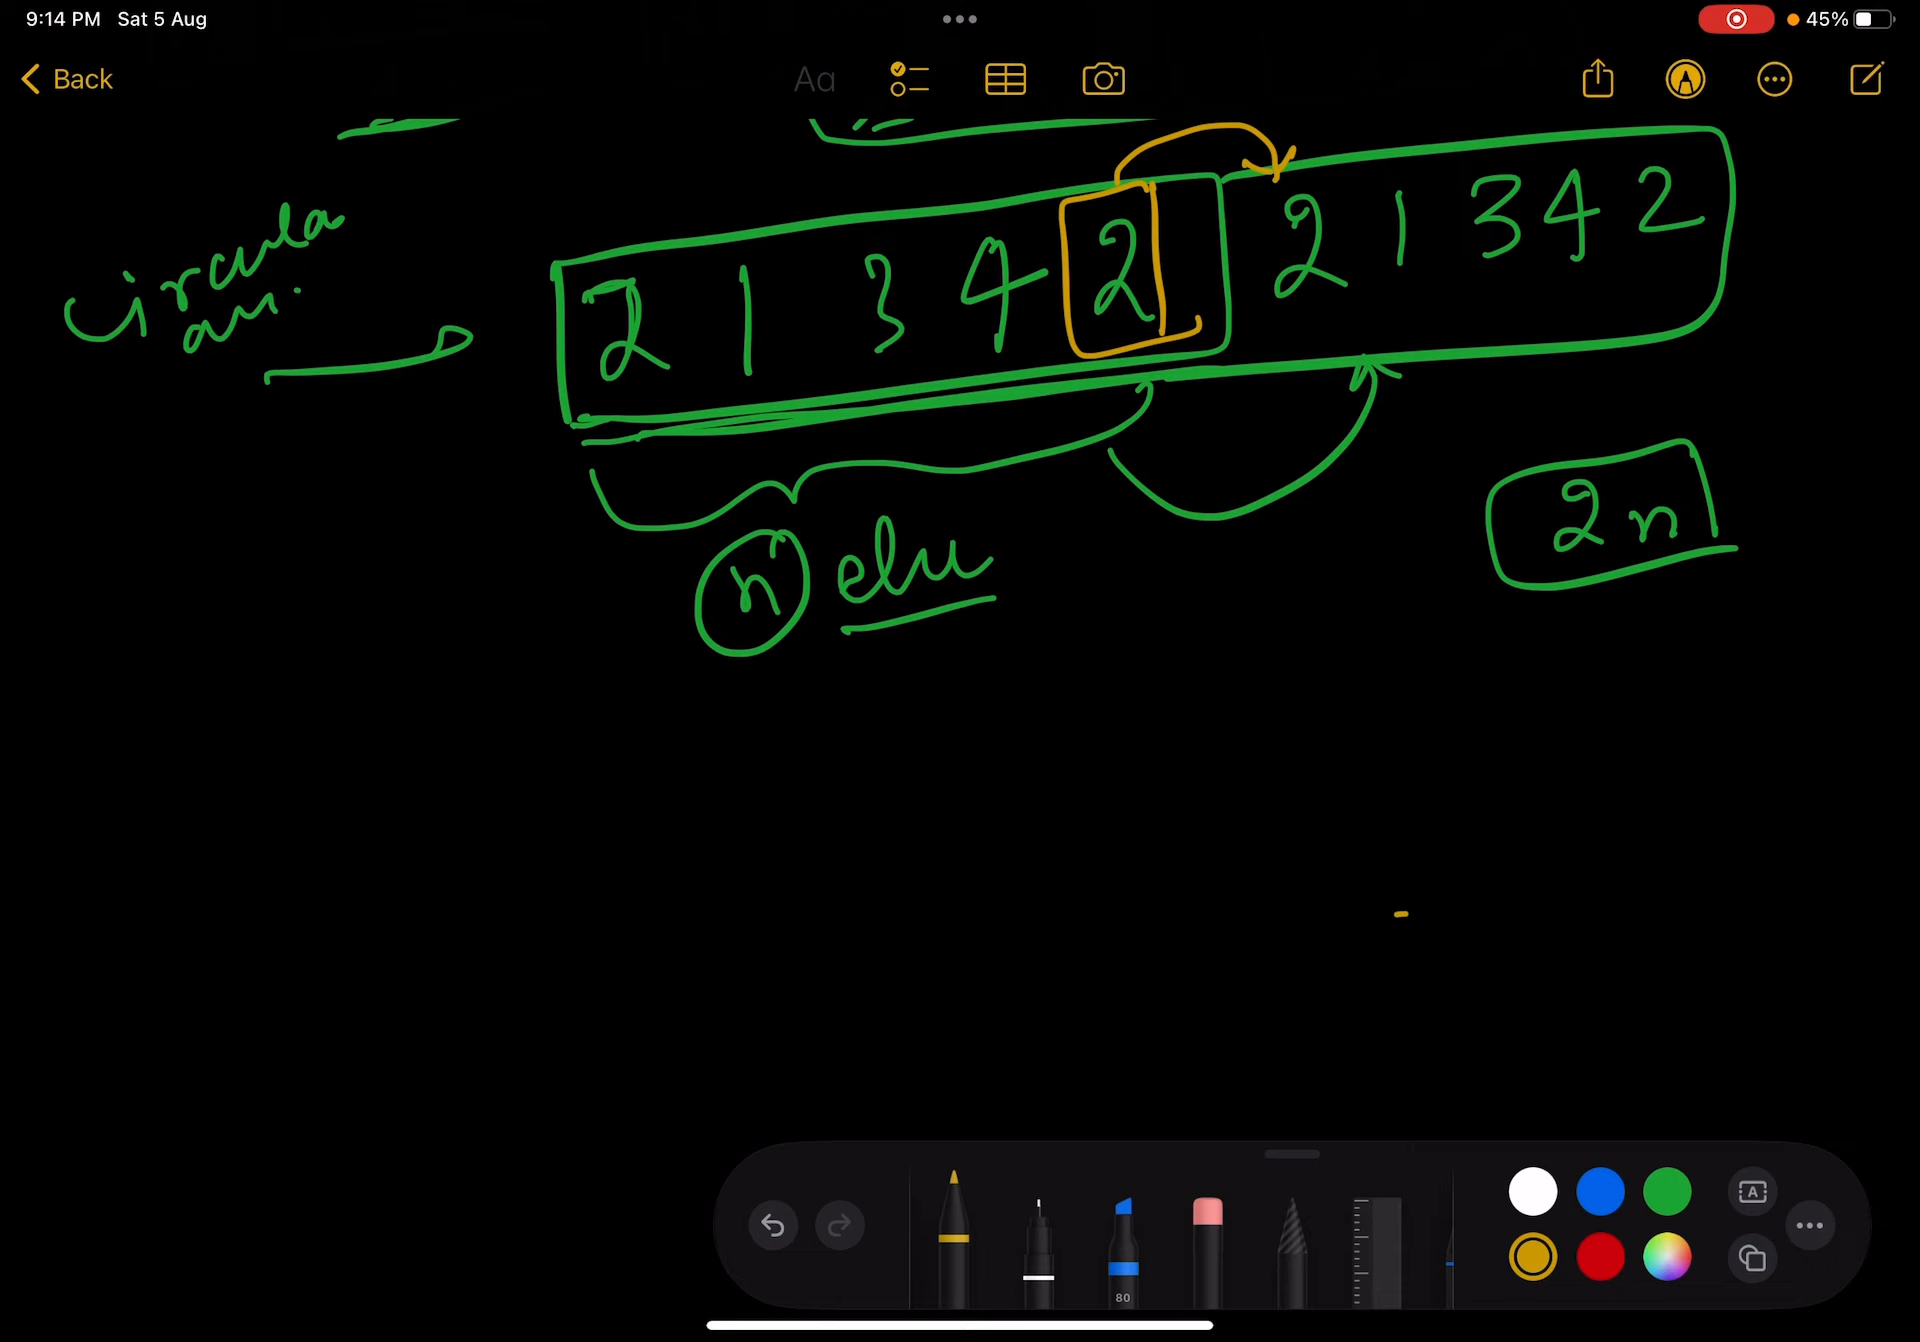 9:14 PM Sat 5 Aug
45%
Back
Aa
circular
arr.
2 1 3 4 2 2 1 3 4 2
n ele
2n
80
A